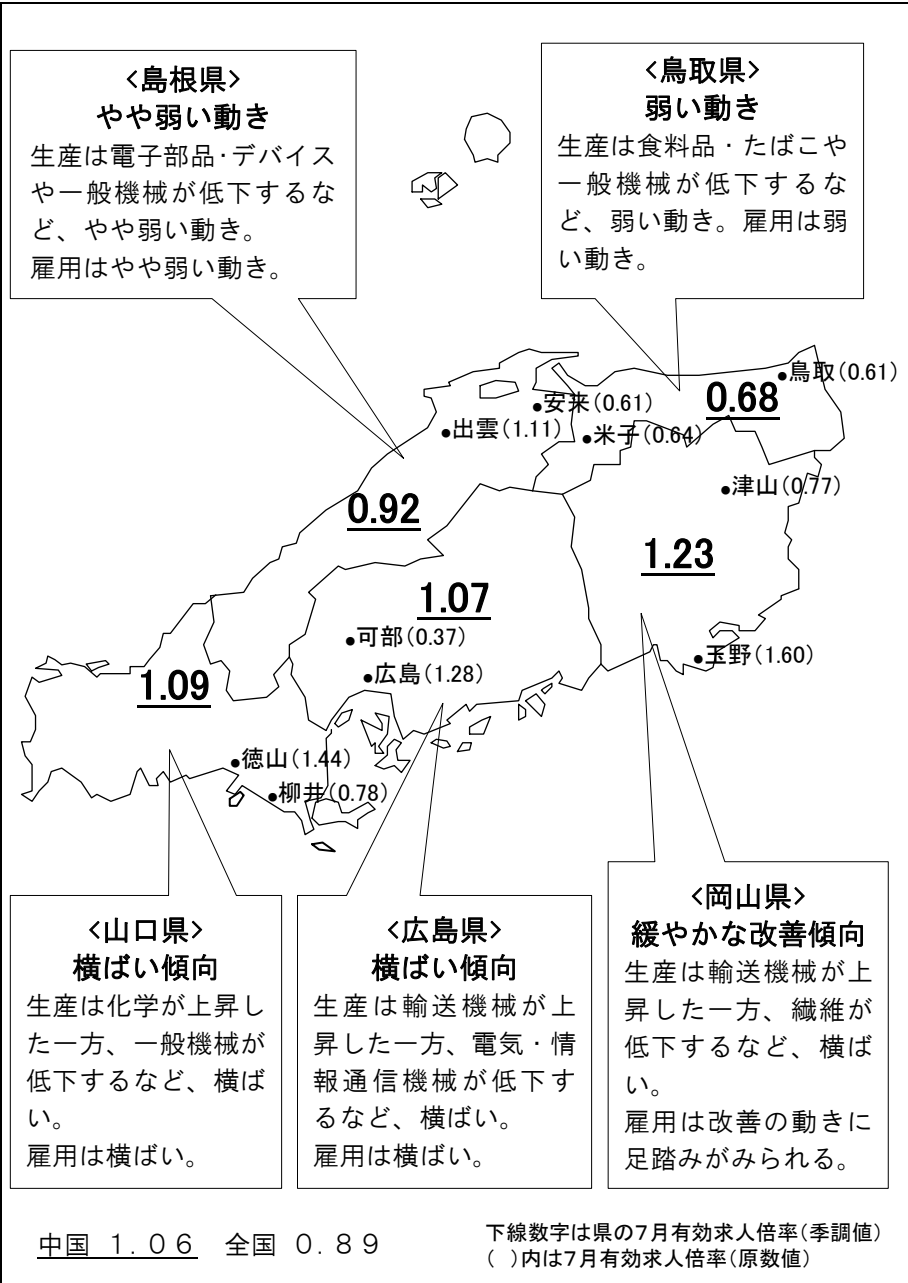 <島根県>
やや弱い動き
生産は電子部品・デバイス
や一般機械が低下するな
ど、やや弱い動き。
雇用はやや弱い動き。
<鳥取県>
弱い動き
生産は食料品・たばこや
一般機械が低下するな
ど、弱い動き。雇用は弱
い動き。
鳥取(0.61)
0.68
安来(0.61)
出雲(1.11)
米子(0.64)
津山(0.77)
0.92
1.23
1.07
可部(0.37)
広島(1.28)
玉野(1.60)
1.09
徳山(1.44)
柳井(0.78)
<山口県>
横ばい傾向
生産は化学が上昇し
た一方、一般機械が
低下するなど、横ば
い。
雇用は横ばい。
<広島県>
横ばい傾向
生産は輸送機械が上
昇した一方、電気・情
報通信機械が低下す
るなど、横ばい。
雇用は横ばい。
<岡山県>
緩やかな改善傾向
生産は輸送機械が上
昇した一方、繊維が
低下するなど、横ば
い。
雇用は改善の動きに
足踏みがみられる。
中国 1.06 全国 0.89
下線数字は県の7月有効求人倍率(季調値)
( )内は7月有効求人倍率(原数値)